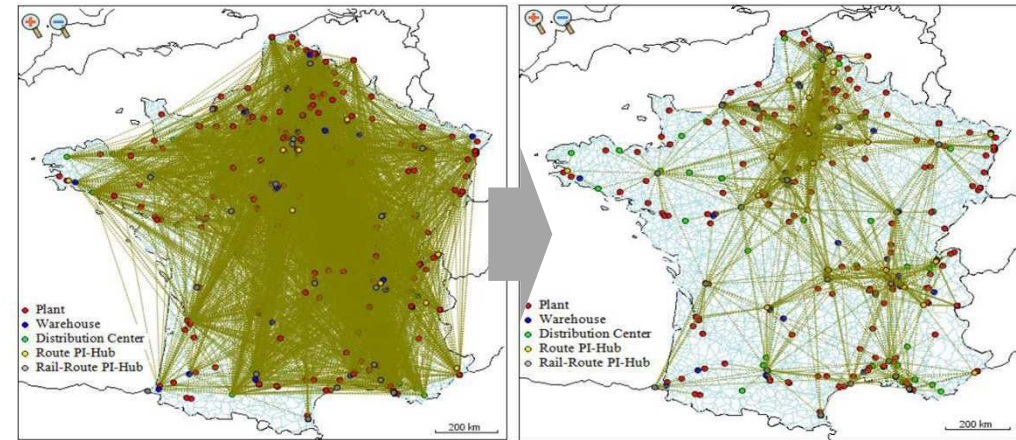 Plant
Warehouse
Distribution Center
Route PI-Hub
Rail-Route PI-Hub
200 km
Plant
Warehouse
Distribution Center
Route PI-Hub
Rail-Route PI-Hub
200 km